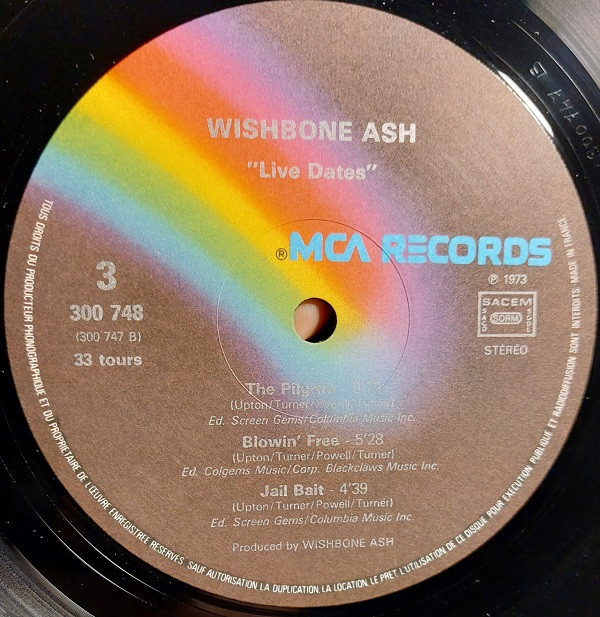 WISHBONE ASH
"Live Dates"
®MCA RECORDS
℗ 1973
3
300 748
(300 747 B)
33 tours
SACEM
SACD
SDRM
SGDL
STÉRÉO
The Pilgrim
(Upton/Turner/Powell/Turner)
Ed. Screen Gems/Columbia Music Inc.
Blowin' Free - 5'28
(Upton/Turner/Powell/Turner)
Ed. Colgems Music/Corp. Blackclaws Music Inc.
Jail Bait - 4'39
(Upton/Turner/Powell/Turner)
Ed. Screen Gems/Columbia Music Inc.
Produced by WISHBONE ASH
TOUS DROITS DU PRODUCTEUR PHONOGRAPHIQUE ET DU PROPRIETAIRE DE L'ŒUVRE ENREGISTREE RESERVES. SAUF AUTORISATION LA DUPLICATION, LA LOCATION, LE PRET, L'UTILISATION DE CE DISQUE POUR EXECUTION PUBLIQUE ET RADIODIFFUSION SONT INTERDITS. MADE IN FRANCE.